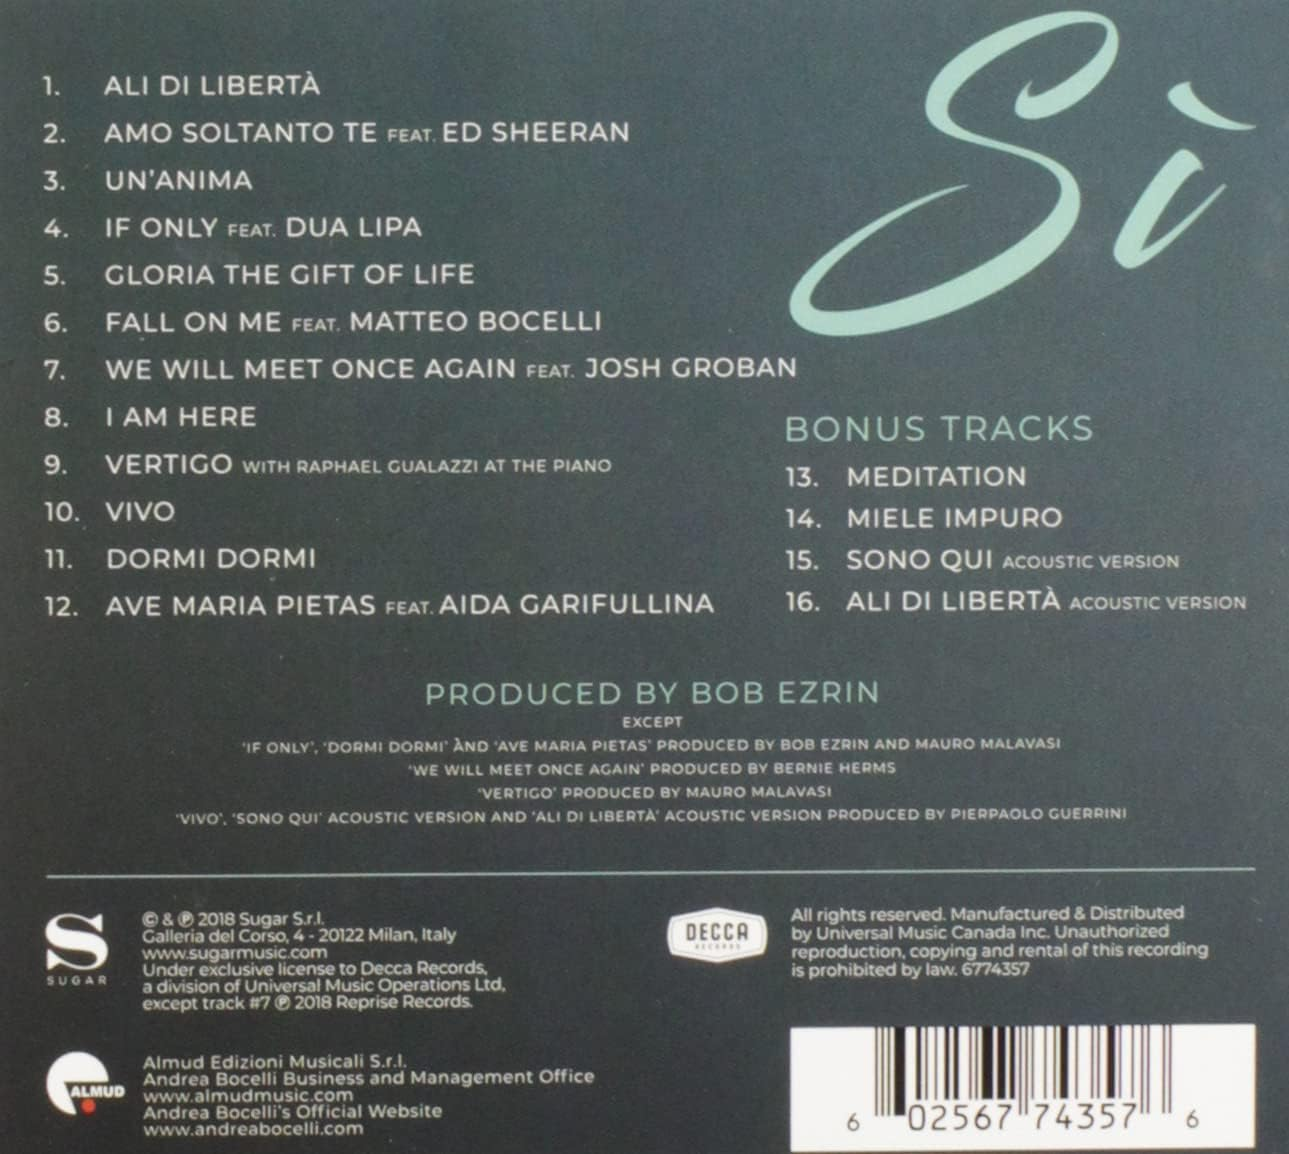 Sì
1. ALI DI LIBERTÀ
2. AMO SOLTANTO TE FEAT. ED SHEERAN
3. UN'ANIMA
4. IF ONLY FEAT. DUA LIPA
5. GLORIA THE GIFT OF LIFE
6. FALL ON ME FEAT. MATTEO BOCELLI
7. WE WILL MEET ONCE AGAIN FEAT. JOSH GROBAN
8. I AM HERE
9. VERTIGO WITH RAPHAEL GUALAZZI AT THE PIANO
10. VIVO
11. DORMI DORMI
12. AVE MARIA PIETAS FEAT. AIDA GARIFULLINA
BONUS TRACKS
13. MEDITATION
14. MIELE IMPURO
15. SONO QUI ACOUSTIC VERSION
16. ALI DI LIBERTÀ ACOUSTIC VERSION
PRODUCED BY BOB EZRIN
EXCEPT
'IF ONLY', 'DORMI DORMI' AND 'AVE MARIA PIETAS' PRODUCED BY BOB EZRIN AND MAURO MALAVASI
'WE WILL MEET ONCE AGAIN' PRODUCED BY BERNIE HERMS
'VERTIGO' PRODUCED BY MAURO MALAVASI
'VIVO', 'SONO QUI' ACOUSTIC VERSION AND 'ALI DI LIBERTÀ' ACOUSTIC VERSION PRODUCED BY PIERPAOLO GUERRINI
S
SUGAR
© & ℗ 2018 Sugar S.r.l.
Galleria del Corso, 4 - 20122 Milan, Italy
www.sugarmusic.com
Under exclusive license to Decca Records,
a division of Universal Music Operations Ltd,
except track #7 ℗ 2018 Reprise Records.
DECCA
RECORDS
All rights reserved. Manufactured & Distributed
by Universal Music Canada Inc. Unauthorized
reproduction, copying and rental of this recording
is prohibited by law. 6774357
ALMUD
Almud Edizioni Musicali S.r.l.
Andrea Bocelli Business and Management Office
www.almudmusic.com
Andrea Bocelli's Official Website
www.andreabocelli.com
6 02567 74357 6